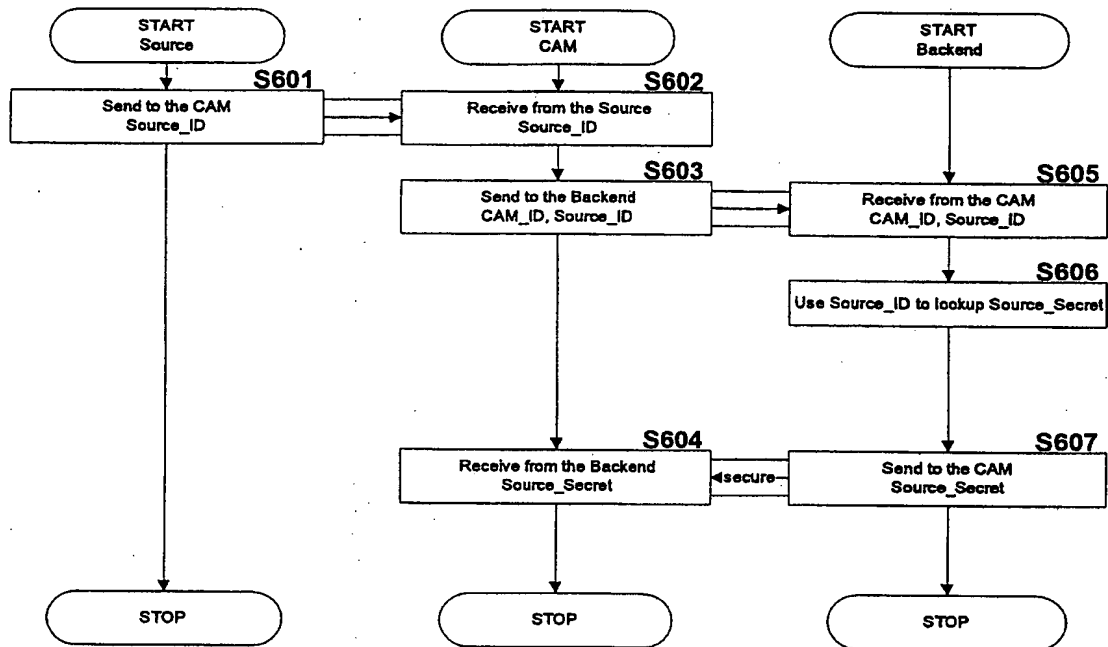 START
Source
START
CAM
START
Backend
S601
Send to the CAM
Source_ID
S602
Receive from the Source
Source_ID
S603
Send to the Backend
CAM_ID, Source_ID
S605
Receive from the CAM
CAM_ID, Source_ID
S606
Use Source_ID to lookup Source_Secret
S604
Receive from the Backend
Source_Secret
secure
S607
Send to the CAM
Source_Secret
STOP
STOP
STOP